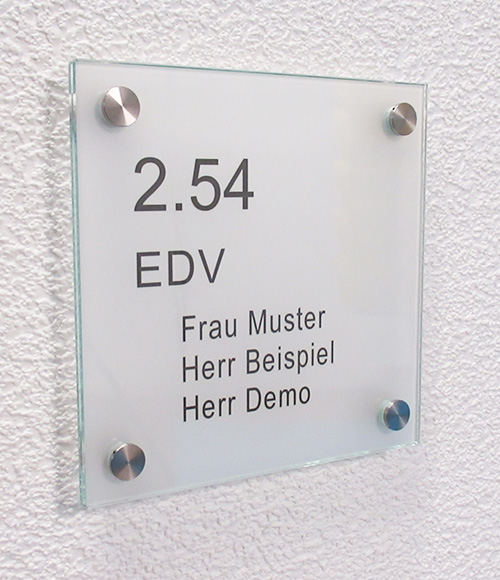 2.54
EDV
Frau Muster
Herr Beispiel
Herr Demo